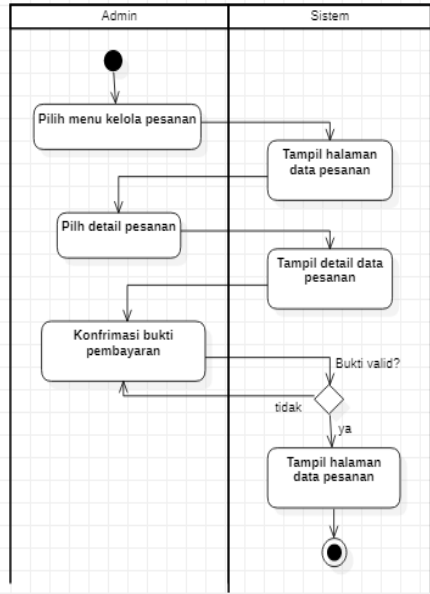 Admin
Sistem
Pilih menu kelola pesanan
Tampil halaman
data pesanan
Pilh detail pesanan
Tampil detail data
pesanan
Konfrimasi bukti
pembayaran
Bukti valid?
tidak
ya
Tampil halaman
data pesanan